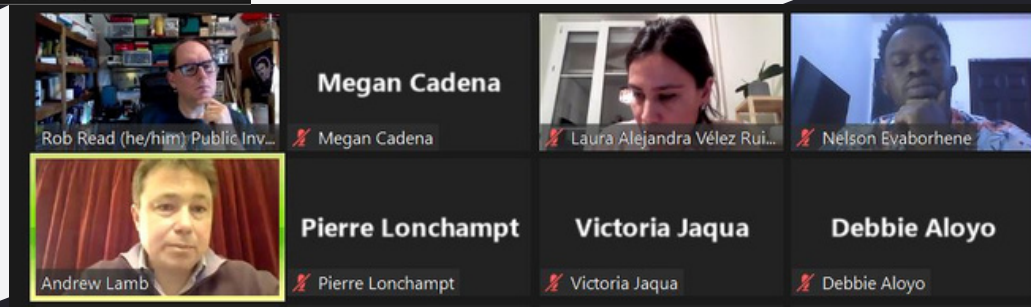 Megan Cadena
Rob Read (he/him) Public Inv...
Megan Cadena
Laura Alejandra Vélez Rui...
Nelson Evaborhene
Pierre Lonchampt
Victoria Jaqua
Debbie Aloyo
Andrew Lamb
Pierre Lonchampt
Victoria Jaqua
Debbie Aloyo